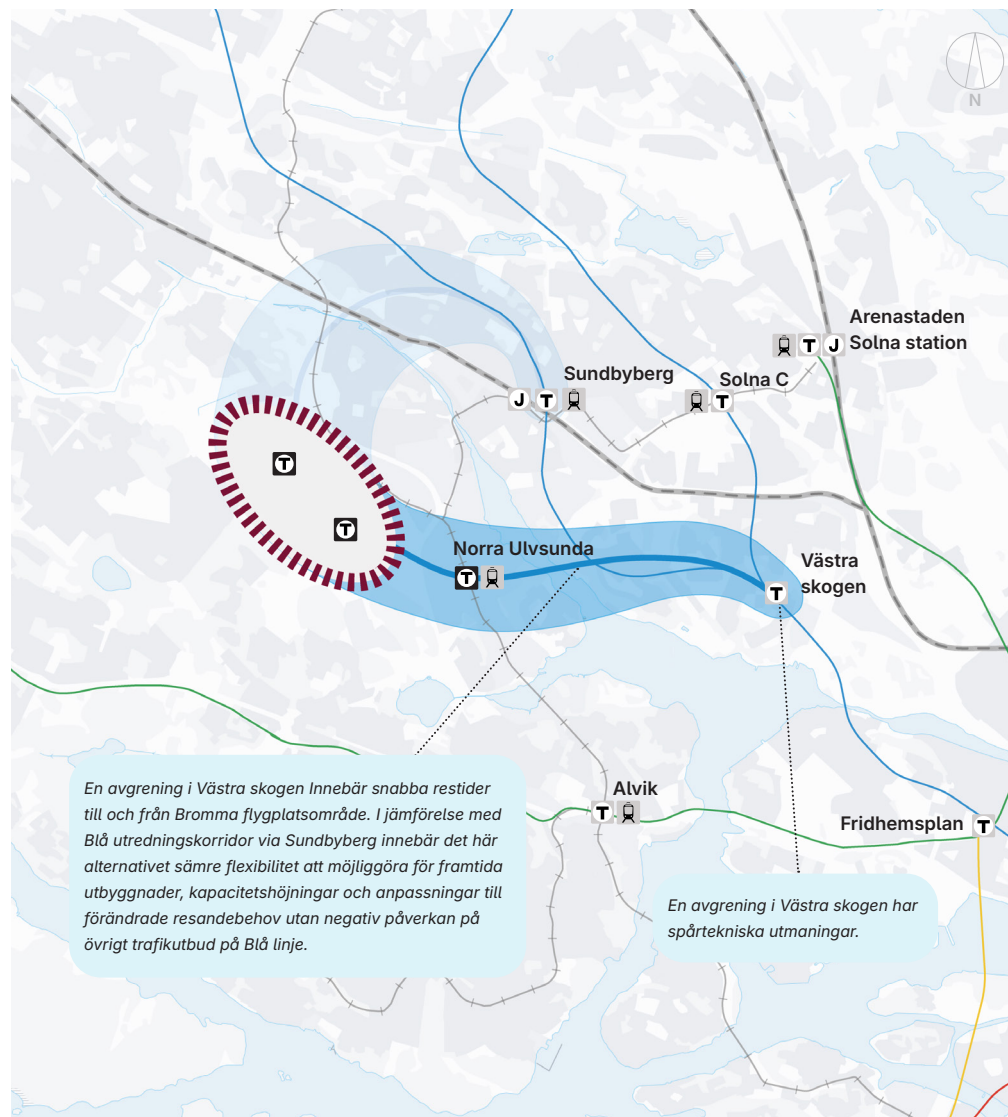 N
Arenastaden
Solna station
T
J
Sundbyberg
J
T
Solna C
T
T
T
Norra Ulvsunda
T
Västra
skogen
T
En avgrening i Västra skogen Innebär snabba restider
till och från Bromma flygplatsområde. I jämförelse med
Blå utredningskorridor via Sundbyberg innebär det här
alternativet sämre flexibilitet att möjliggöra för framtida
utbyggnader, kapacitetshöjningar och anpassningar till
förändrade resandebehov utan negativ påverkan på
övrigt trafikutbud på Blå linje.
Alvik
T
Fridhemsplan
T
En avgrening i Västra skogen har
spårtekniska utmaningar.